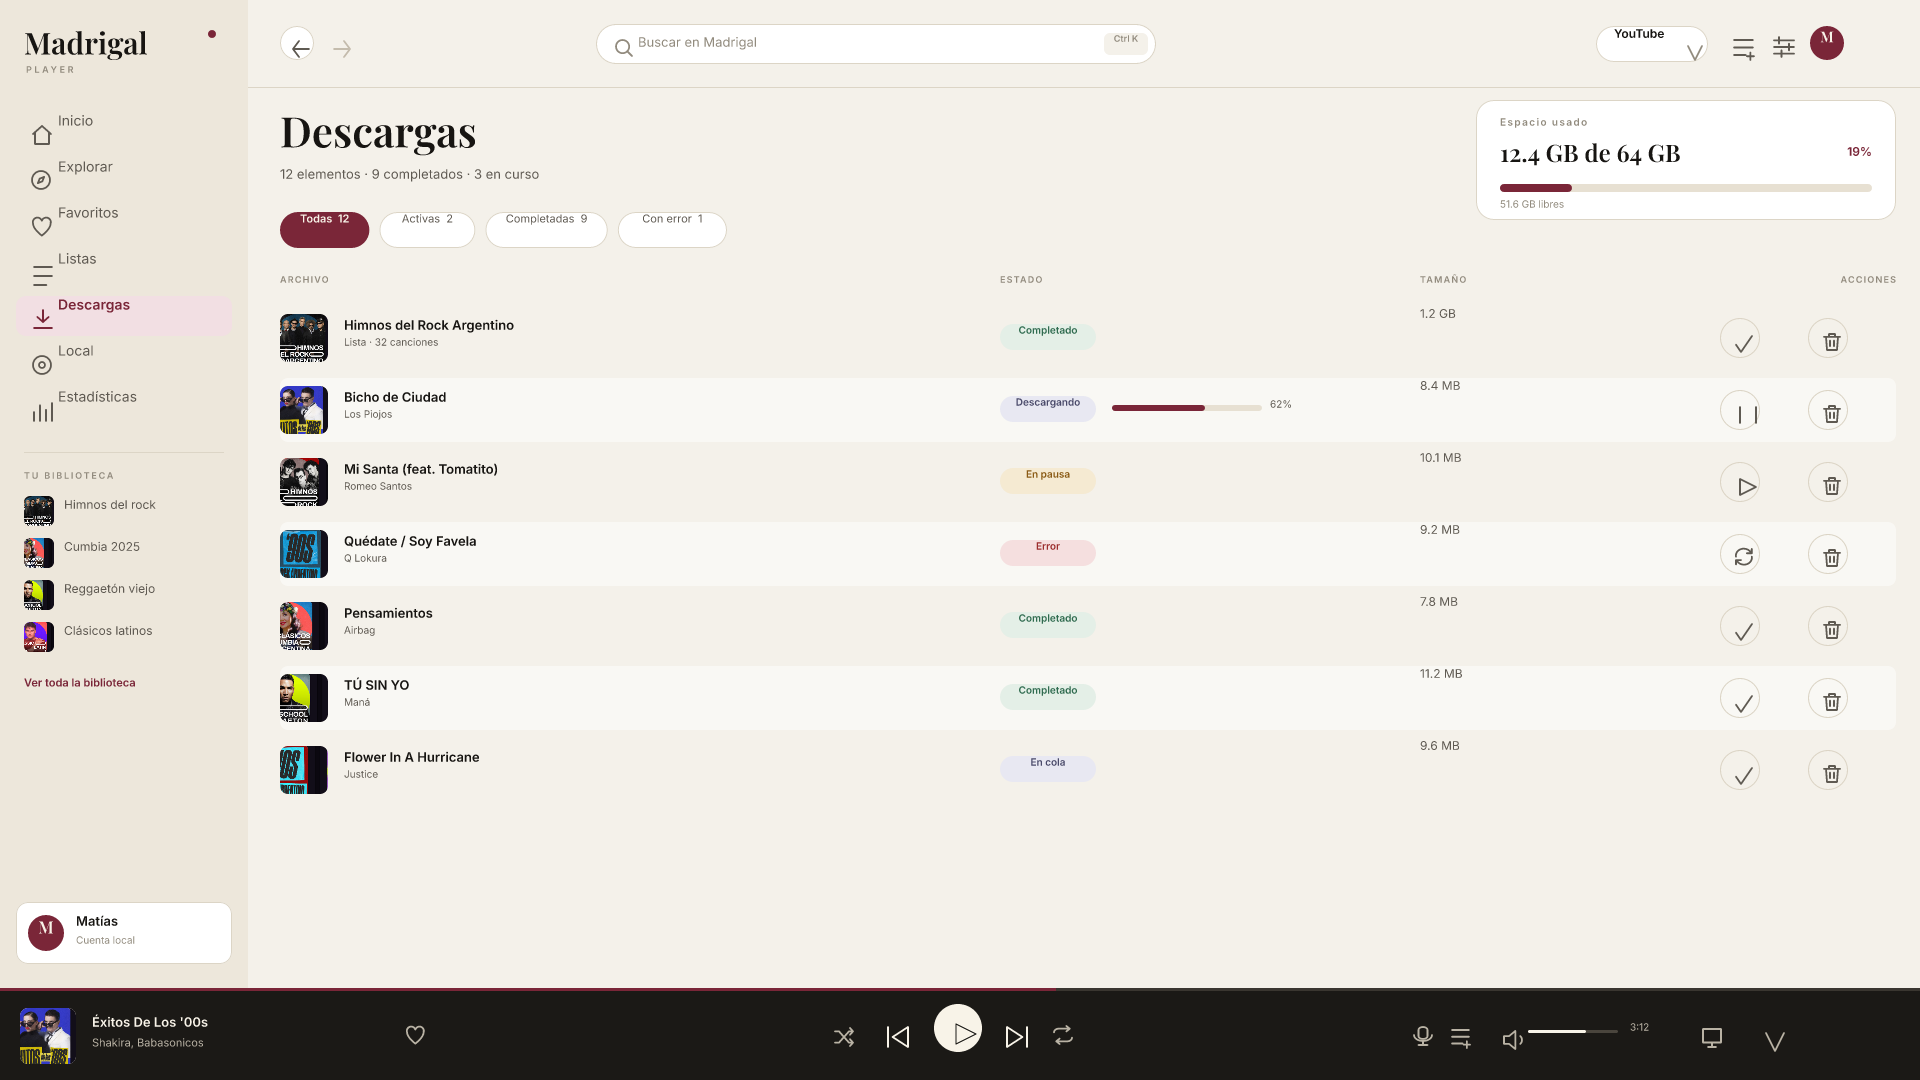 Madrigal
PLAYER
Buscar en Madrigal
Ctrl K
YouTube
M
Inicio
Explorar
Favoritos
Listas
Descargas
Local
Estadísticas
TU BIBLIOTECA
Himnos del rock
Cumbia 2025
Reggaetón viejo
Clásicos latinos
Ver toda la biblioteca
Matías
Cuenta local
M
Descargas
12 elementos · 9 completados · 3 en curso
Espacio usado
12.4 GB de 64 GB
19%
51.6 GB libres
Todas 12
Activas 2
Completadas 9
Con error 1
ARCHIVO
ESTADO
TAMAÑO
ACCIONES
Himnos del Rock Argentino
Lista · 32 canciones
Completado
1.2 GB
Bicho de Ciudad
Los Piojos
Descargando
62%
8.4 MB
Mi Santa (feat. Tomatito)
Romeo Santos
En pausa
10.1 MB
Quédate / Soy Favela
Q Lokura
Error
9.2 MB
Pensamientos
Airbag
Completado
7.8 MB
TÚ SIN YO
Maná
Completado
11.2 MB
Flower In A Hurricane
Justice
En cola
9.6 MB
Éxitos De Los '00s
Shakira, Babasonicos
3:12